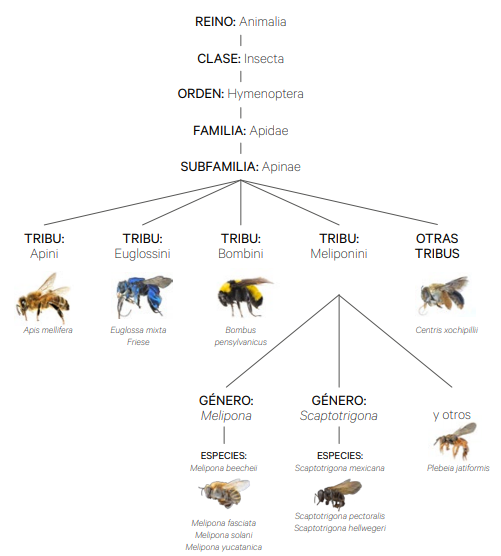 REINO: Animalia
CLASE: Insecta
ORDEN: Hymenoptera
FAMILIA: Apidae
SUBFAMILIA: Apinae
TRIBU:
Apini
Apis mellifera
TRIBU:
Euglossini
Euglossa mixta
Friese
TRIBU:
Bombini
Bombus
pensylvanicus
TRIBU:
Meliponini
OTRAS
TRIBUS
Centris xochipillii
GÉNERO:
Melipona
ESPECIES:
Melipona beecheii
Melipona fasciata
Melipona solani
Melipona yucatanica
GÉNERO:
Scaptotrigona
ESPECIES:
Scaptotrigona mexicana
Scaptotrigona pectoralis
Scaptotrigona hellwegeri
y otros
Plebeia jatiformis